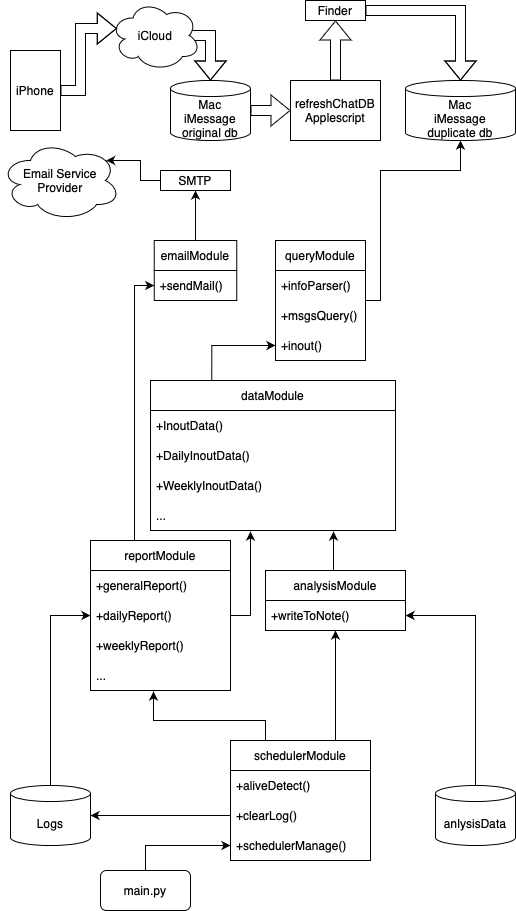 Finder
iCloud
iPhone
Mac
iMessage
original db
refreshChatDB
Applescript
Mac
iMessage
duplicate db
Email Service
Provider
SMTP
emailModule
+sendMail()
queryModule
+infoParser()
+msgsQuery()
+inout()
dataModule
+InoutData()
+DailyInoutData()
+WeeklyInoutData()
...
reportModule
+generalReport()
+dailyReport()
+weeklyReport()
...
analysisModule
+writeToNote()
schedulerModule
+aliveDetect()
+clearLog()
+schedulerManage()
Logs
anlysisData
main.py